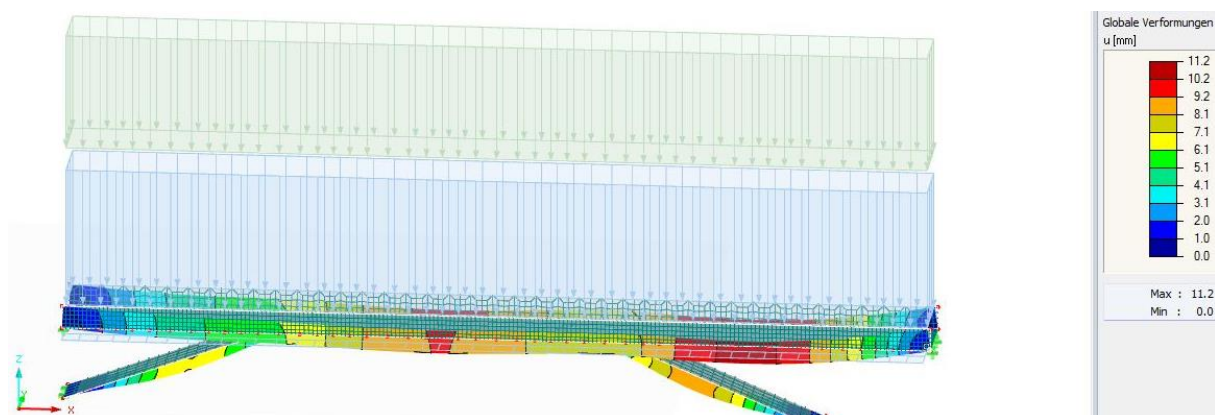 Globale Verformungen
u [mm]
11.2
10.2
9.2
8.1
7.1
6.1
5.1
4.1
3.1
2.0
1.0
0.0
Max : 11.2
Min : 0.0
Z
Y
X